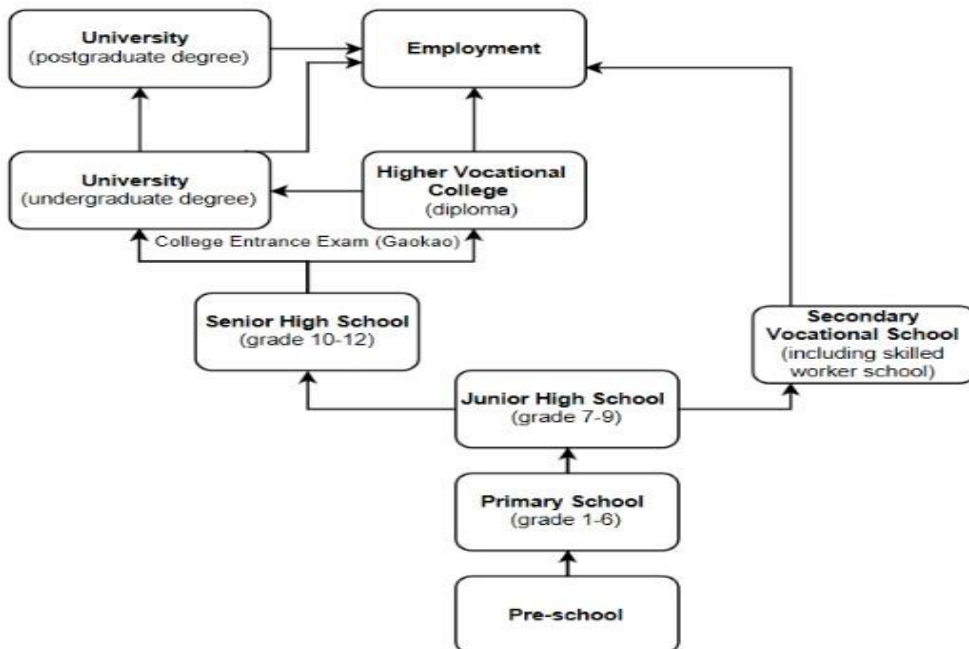 University
(postgraduate degree)
Employment
University
(undergraduate degree)
Higher Vocational
College
(diploma)
College Entrance Exam (Gaokao)
Senior High School
(grade 10-12)
Secondary
Vocational School
(including skilled
worker school)
Junior High School
(grade 7-9)
Primary School
(grade 1-6)
Pre-school